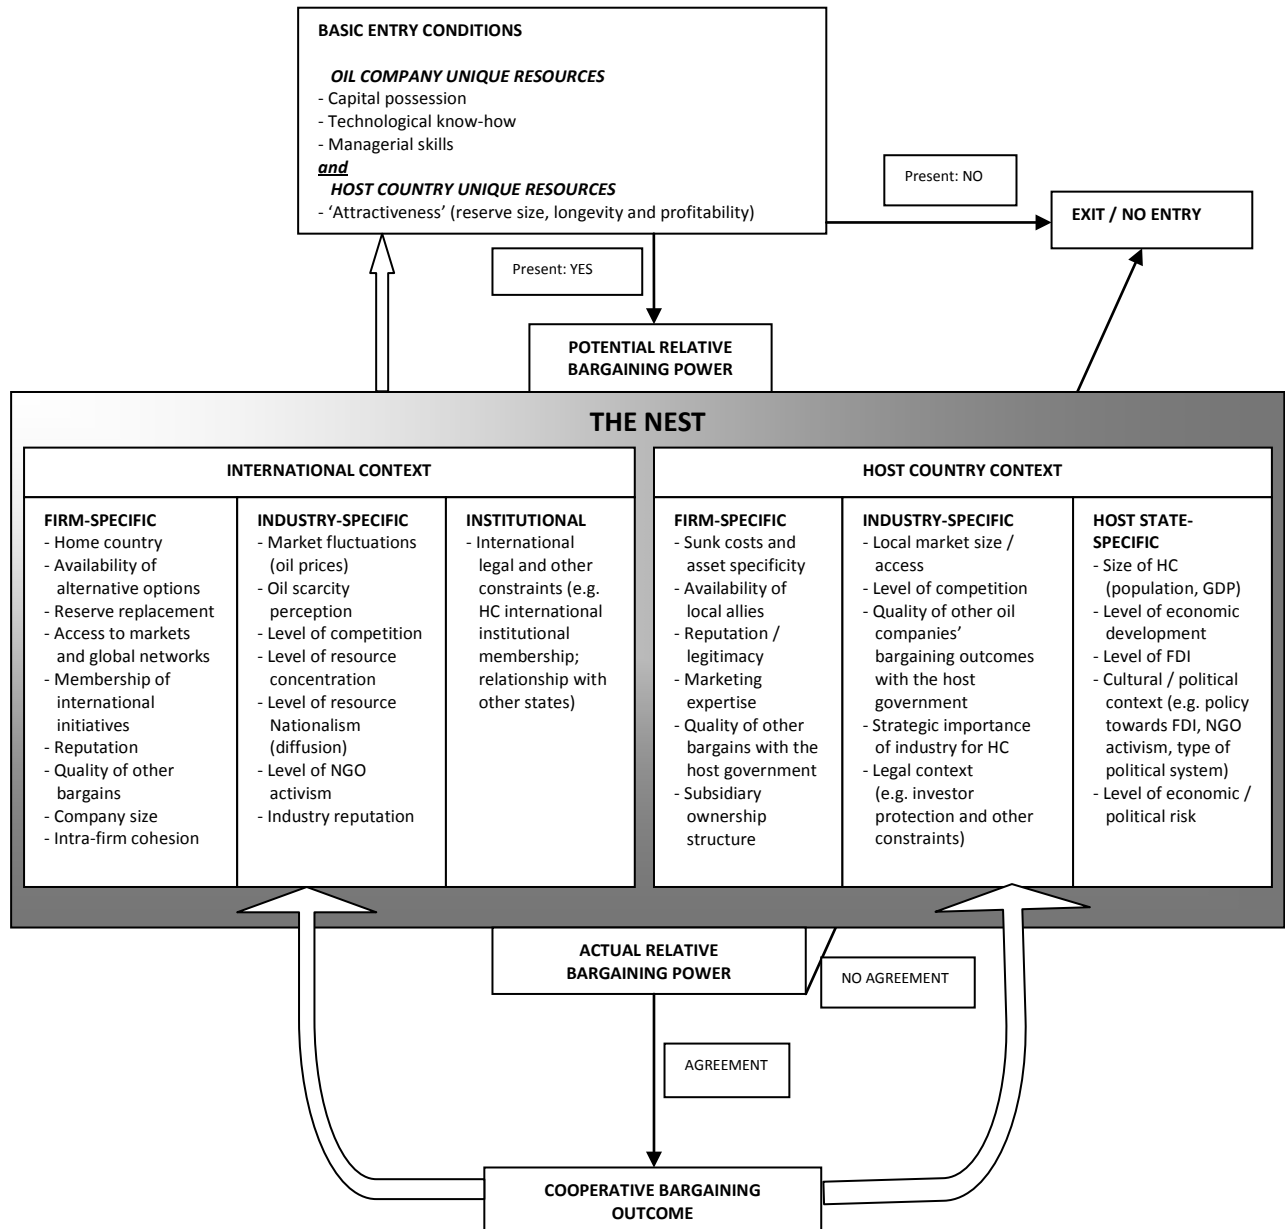 BASIC ENTRY CONDITIONS
OIL COMPANY UNIQUE RESOURCES
- Capital possession
- Technological know-how
- Managerial skills
and
HOST COUNTRY UNIQUE RESOURCES
- ‘Attractiveness’ (reserve size, longevity and profitability)
Present: NO
EXIT / NO ENTRY
Present: YES
POTENTIAL RELATIVE
BARGAINING POWER
THE NEST
INTERNATIONAL CONTEXT
FIRM-SPECIFIC
- Home country
- Availability of
alternative options
- Reserve replacement
- Access to markets
and global networks
- Membership of
international
initiatives
- Reputation
- Quality of other
bargains
- Company size
- Intra-firm cohesion
INDUSTRY-SPECIFIC
- Market fluctuations
(oil prices)
- Oil scarcity
perception
- Level of competition
- Level of resource
concentration
- Level of resource
Nationalism
(diffusion)
- Level of NGO
activism
- Industry reputation
INSTITUTIONAL
- International
legal and other
constraints (e.g.
HC international
institutional
membership;
relationship with
other states)
HOST COUNTRY CONTEXT
FIRM-SPECIFIC
- Sunk costs and
asset specificity
- Availability of
local allies
- Reputation /
legitimacy
- Marketing
expertise
- Quality of other
bargains with the
host government
- Subsidiary
ownership
structure
INDUSTRY-SPECIFIC
- Local market size /
access
- Level of competition
- Quality of other oil
companies’
bargaining outcomes
with the host
government
- Strategic importance
of industry for HC
- Legal context
(e.g. investor
protection and other
constraints)
HOST STATE-
SPECIFIC
- Size of HC
(population, GDP)
- Level of economic
development
- Level of FDI
- Cultural / political
context (e.g. policy
towards FDI, NGO
activism, type of
political system)
- Level of economic /
political risk
ACTUAL RELATIVE
BARGAINING POWER
NO AGREEMENT
AGREEMENT
COOPERATIVE BARGAINING
OUTCOME